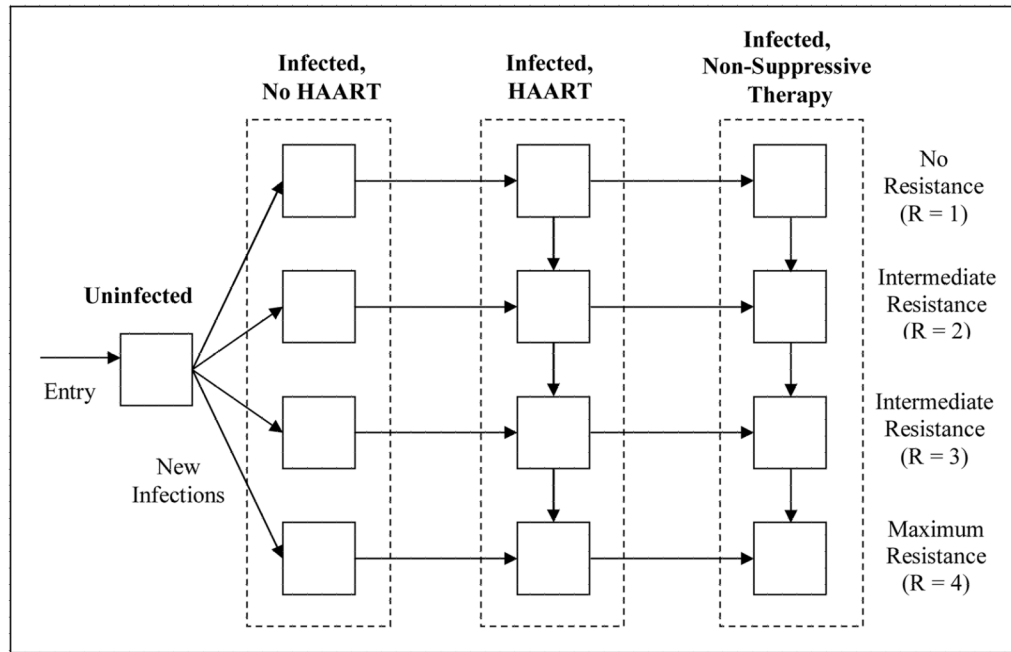 Infected,
No HAART
Infected,
HAART
Infected,
Non-Suppressive
Therapy
No
Resistance
(R = 1)
Uninfected
Intermediate
Resistance
(R = 2)
Entry
Intermediate
Resistance
(R = 3)
New
Infections
Maximum
Resistance
(R = 4)